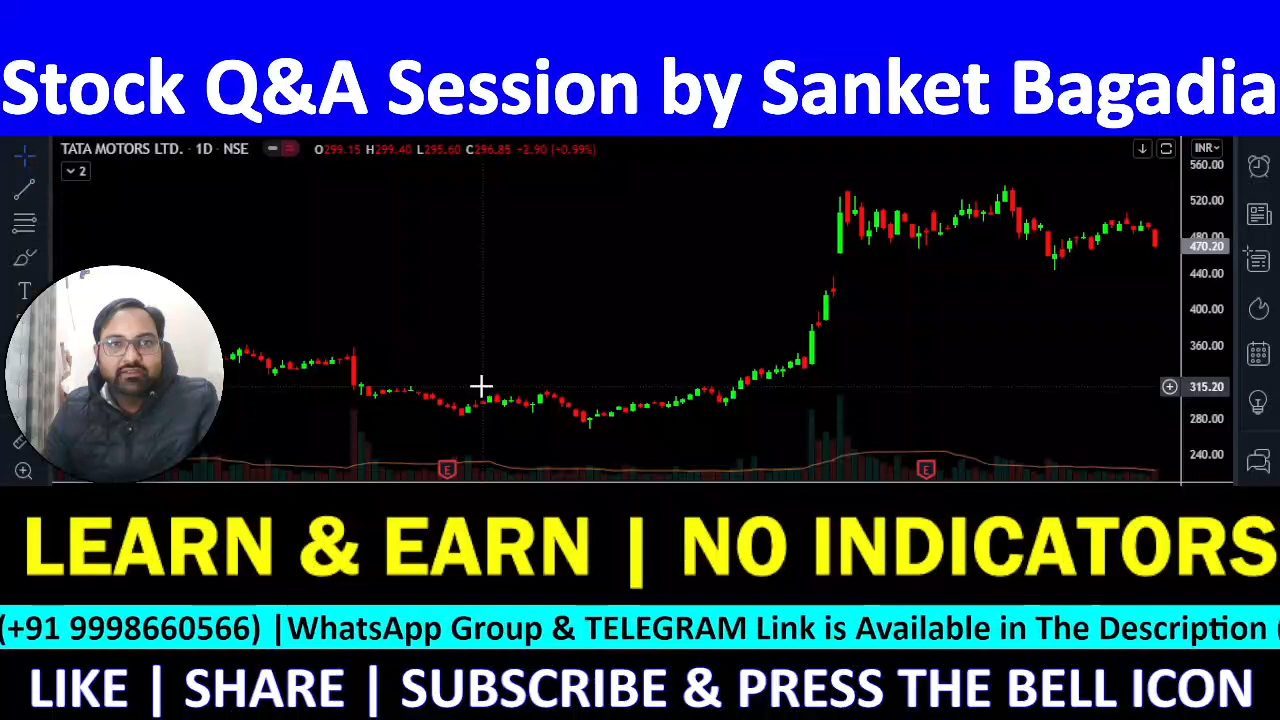 Stock Q&A Session by Sanket Bagadia
TATA MOTORS LTD. · 1D · NSE O299.15 H299.40 L295.60 C296.85 +2.90 (+0.99%) INR
2
560.00
520.00
480.00
470.20
440.00
400.00
360.00
315.20
280.00
240.00
E E
LEARN & EARN | NO INDICATORS
(+91 9998660566) |WhatsApp Group & TELEGRAM Link is Available in The Description
LIKE | SHARE | SUBSCRIBE & PRESS THE BELL ICON